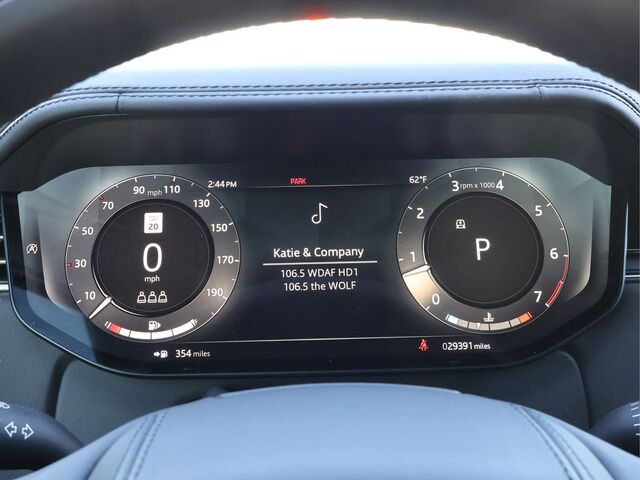 2:44 PM
PARK
62°F
10
30
70
90 mph 110
130
150
170
190
20
0
mph
Katie & Company
106.5 WDAF HD1
106.5 the WOLF
0
1
2
3 rpm x 1000 4
5
6
7
P
354 miles
029391 miles